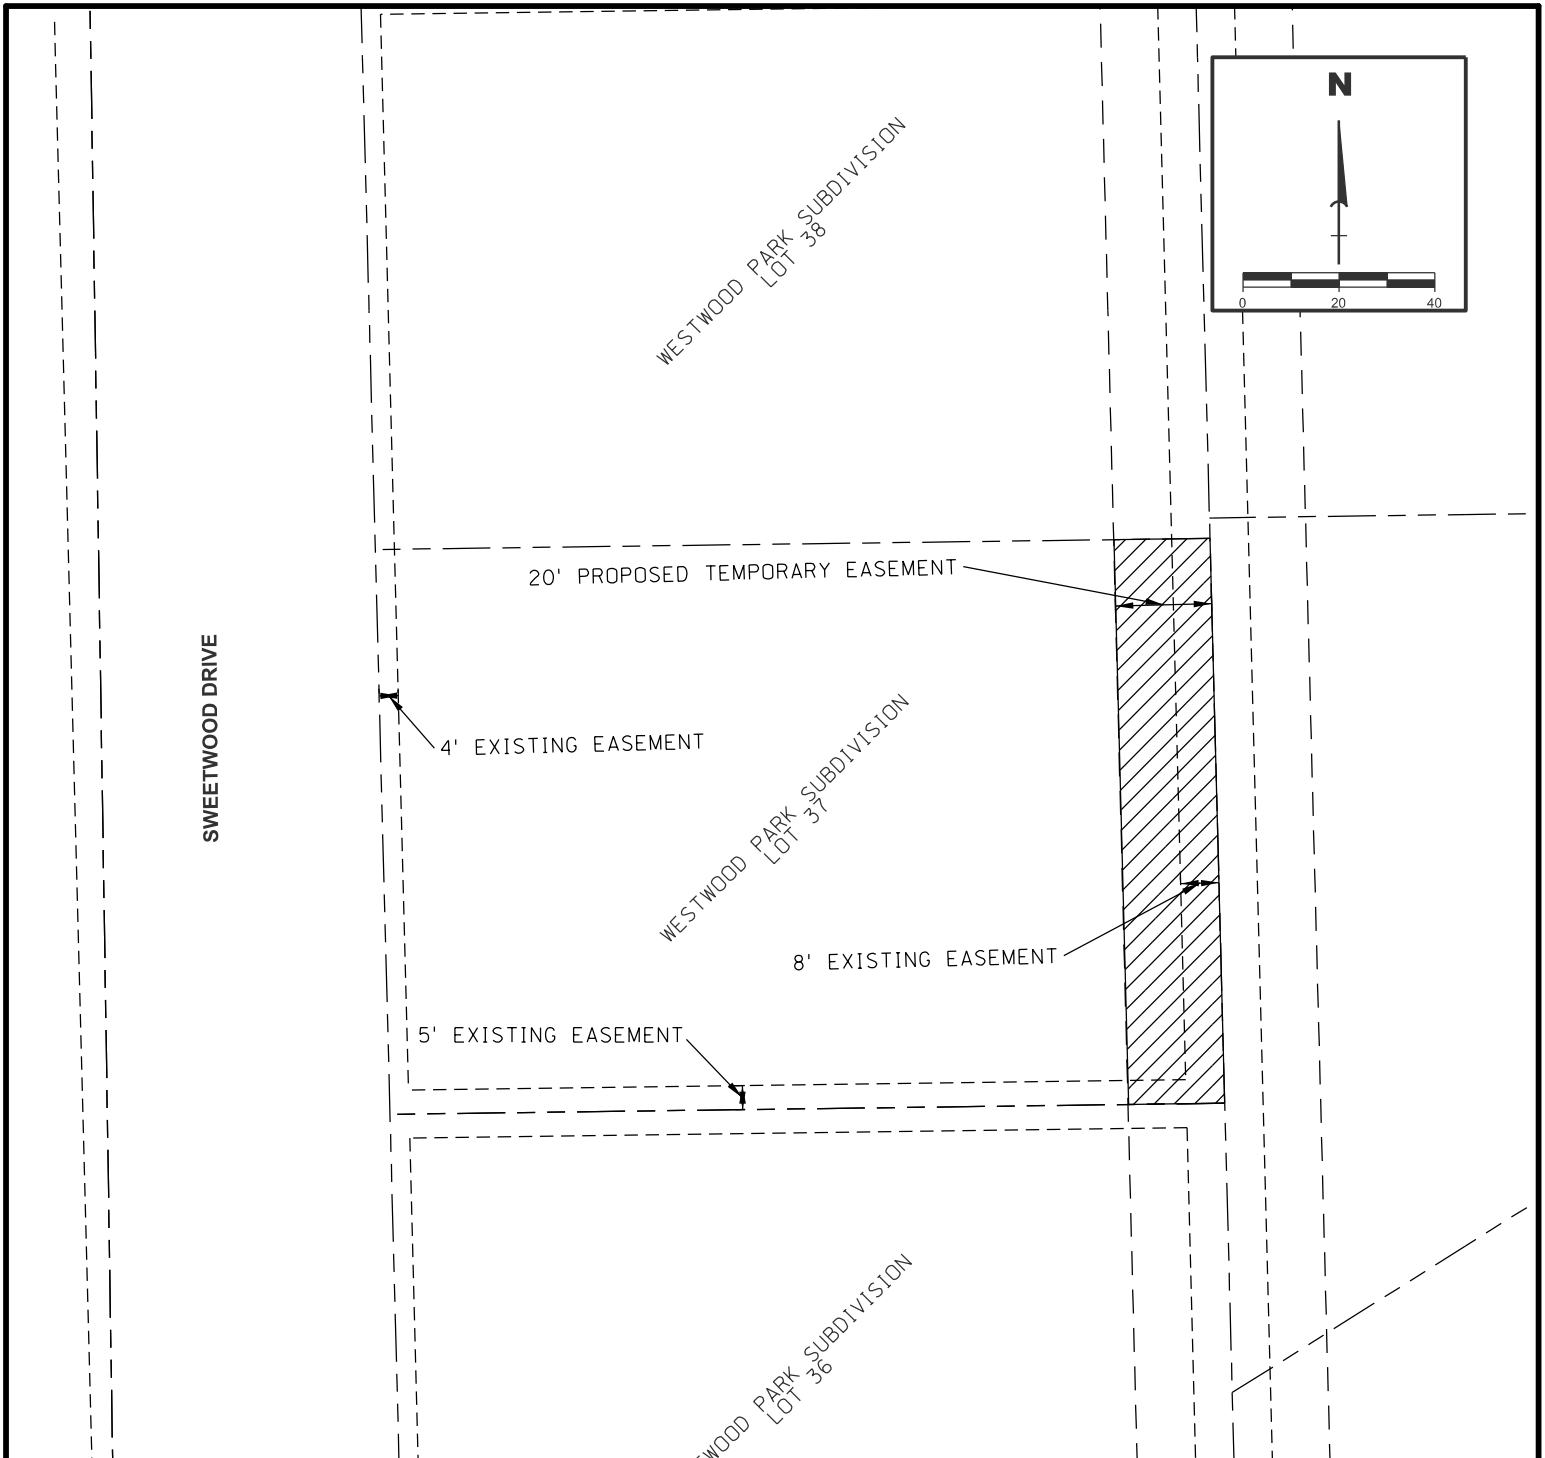 N
0 20 40
WESTWOOD PARK SUBDIVISION
LOT 38
20' PROPOSED TEMPORARY EASEMENT
SWEETWOOD DRIVE
4' EXISTING EASEMENT
WESTWOOD PARK SUBDIVISION
LOT 37
8' EXISTING EASEMENT
5' EXISTING EASEMENT
WOOD PARK SUBDIVISION
LOT 36